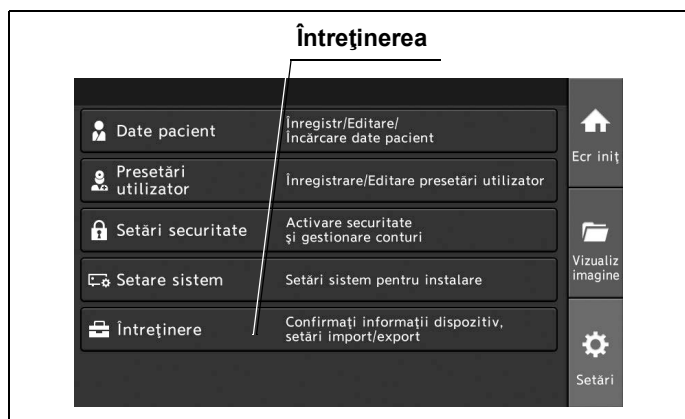 Întreţinerea
Date pacient
Înregistr/Editare/
Încărcare date pacient
Presetări
utilizator
Înregistrare/Editare presetări utilizator
Setări securitate
Activare securitate
şi gestionare conturi
Setare sistem
Setări sistem pentru instalare
Întreţinere
Confirmaţi informaţii dispozitiv,
setări import/export
Ecr iniţ
Vizualiz
imagine
Setări